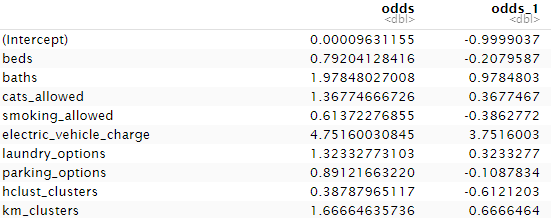 odds odds_1
<dbl> <dbl>
(Intercept) 0.00009631155 -0.9999037
beds 0.79204128416 -0.2079587
baths 1.97848027008 0.9784803
cats_allowed 1.36774666726 0.3677467
smoking_allowed 0.61372276855 -0.3862772
electric_vehicle_charge 4.75160030845 3.7516003
laundry_options 1.32332773103 0.3233277
parking_options 0.89121663220 -0.1087834
hclust_clusters 0.38787965117 -0.6121203
km_clusters 1.66664635736 0.6666464